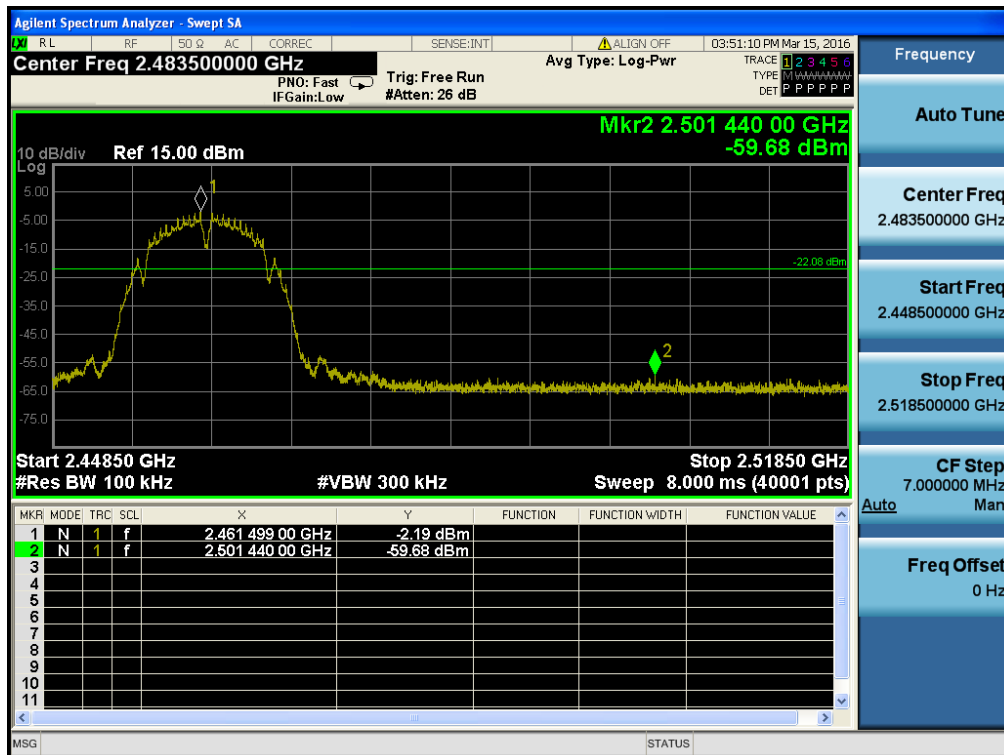 Agilent Spectrum Analyzer - Swept SA
LXI RL RF 50 Ω AC CORREC SENSE:INT ALIGN OFF 03:51:10 PM Mar 15, 2016
Center Freq 2.483500000 GHz
PNO: Fast
IFGain:Low
Trig: Free Run
#Atten: 26 dB
Avg Type: Log-Pwr
TRACE 1 2 3 4 5 6
TYPE M WWWWW
DET P P P P P P
Mkr2 2.501 440 00 GHz
-59.68 dBm
10 dB/div Ref 15.00 dBm
Log
5.00
-5.00
-15.0
-25.0
-35.0
-45.0
-55.0
-65.0
-75.0
1
-22.08 dBm
2
Start 2.44850 GHz Stop 2.51850 GHz
#Res BW 100 kHz #VBW 300 kHz Sweep 8.000 ms (40001 pts)
MKR MODE TRC SCL X Y FUNCTION FUNCTION WIDTH FUNCTION VALUE
1 N 1 f 2.461 499 00 GHz -2.19 dBm
2 N 1 f 2.501 440 00 GHz -59.68 dBm
3
4
5
6
7
8
9
10
11
MSG STATUS
Frequency
Auto Tune
Center Freq
2.483500000 GHz
Start Freq
2.448500000 GHz
Stop Freq
2.518500000 GHz
CF Step
7.000000 MHz
Auto Man
Freq Offset
0 Hz